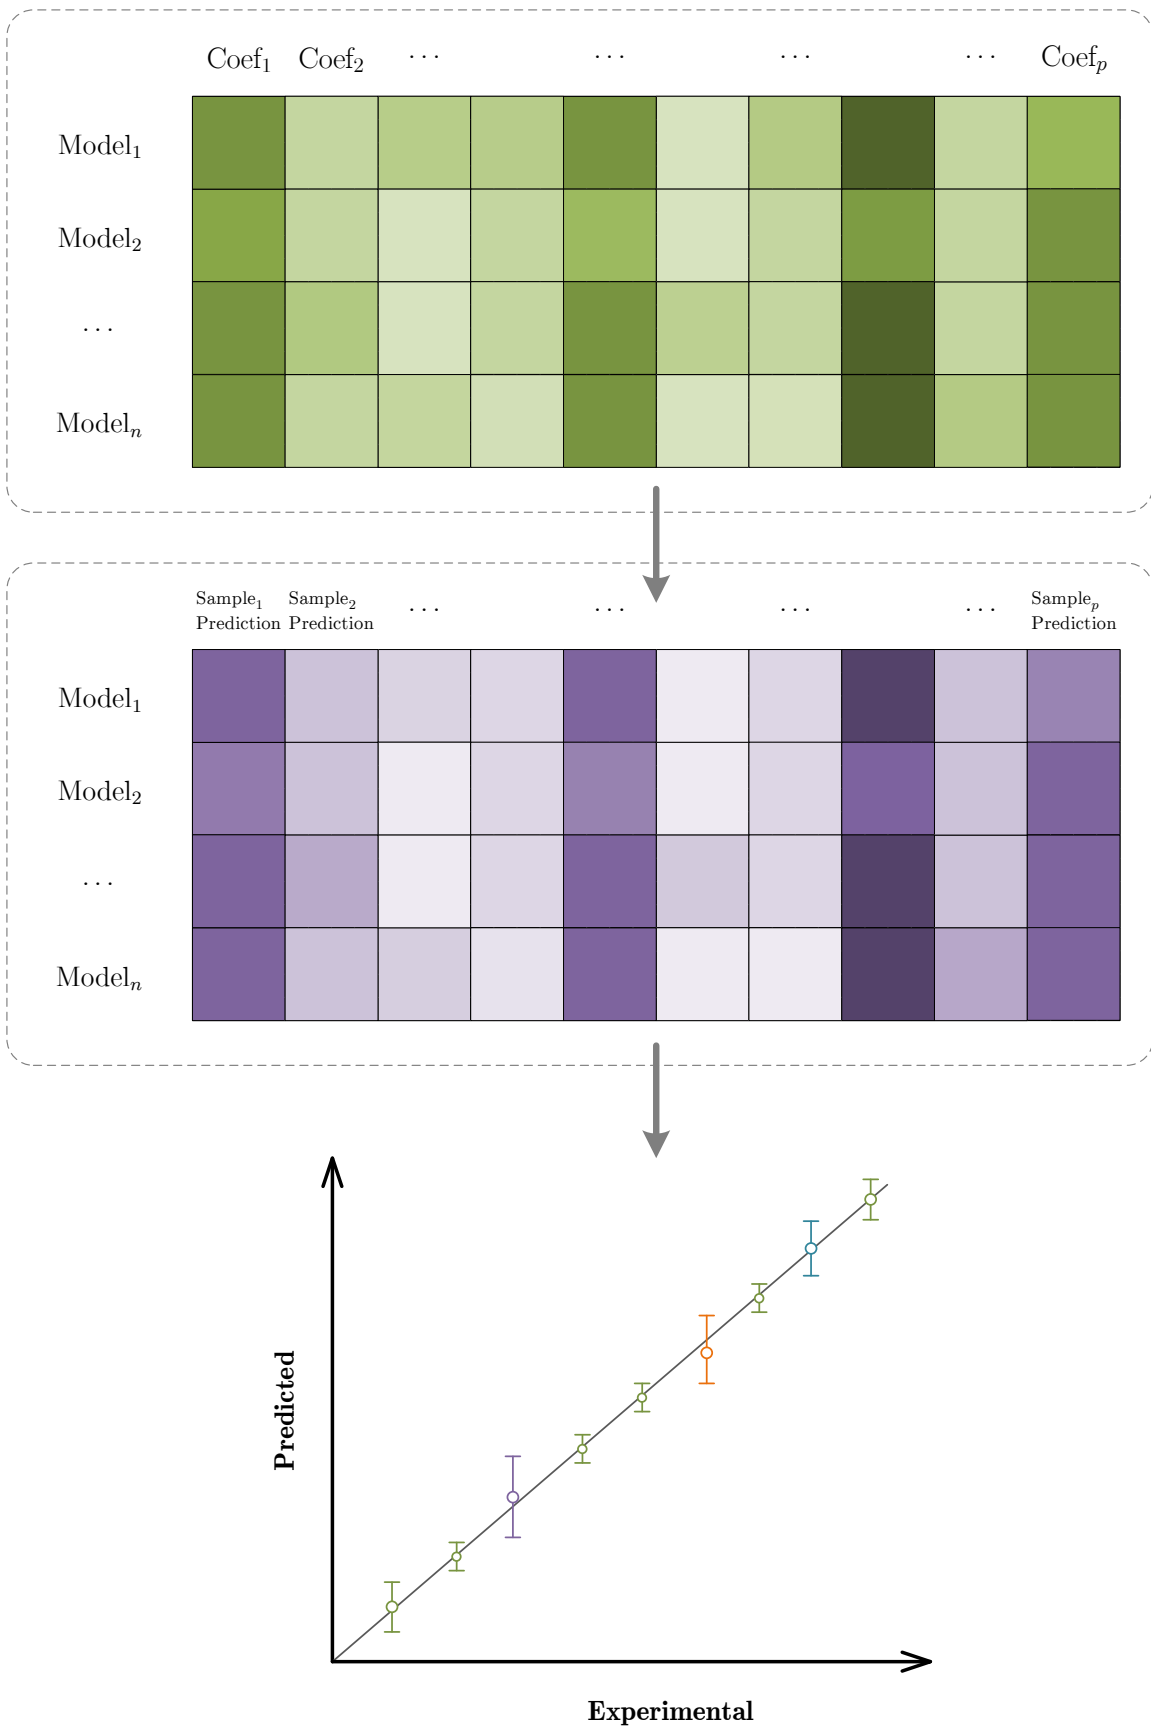 Coef₁ Coef₂ ... ... ... ... Coefₚ
Model₁
Model₂
...
Modelₙ
Sample₁ Sample₂ ... ... ... ... Sampleₚ
Prediction Prediction Prediction
Model₁
Model₂
...
Modelₙ
Predicted
Experimental